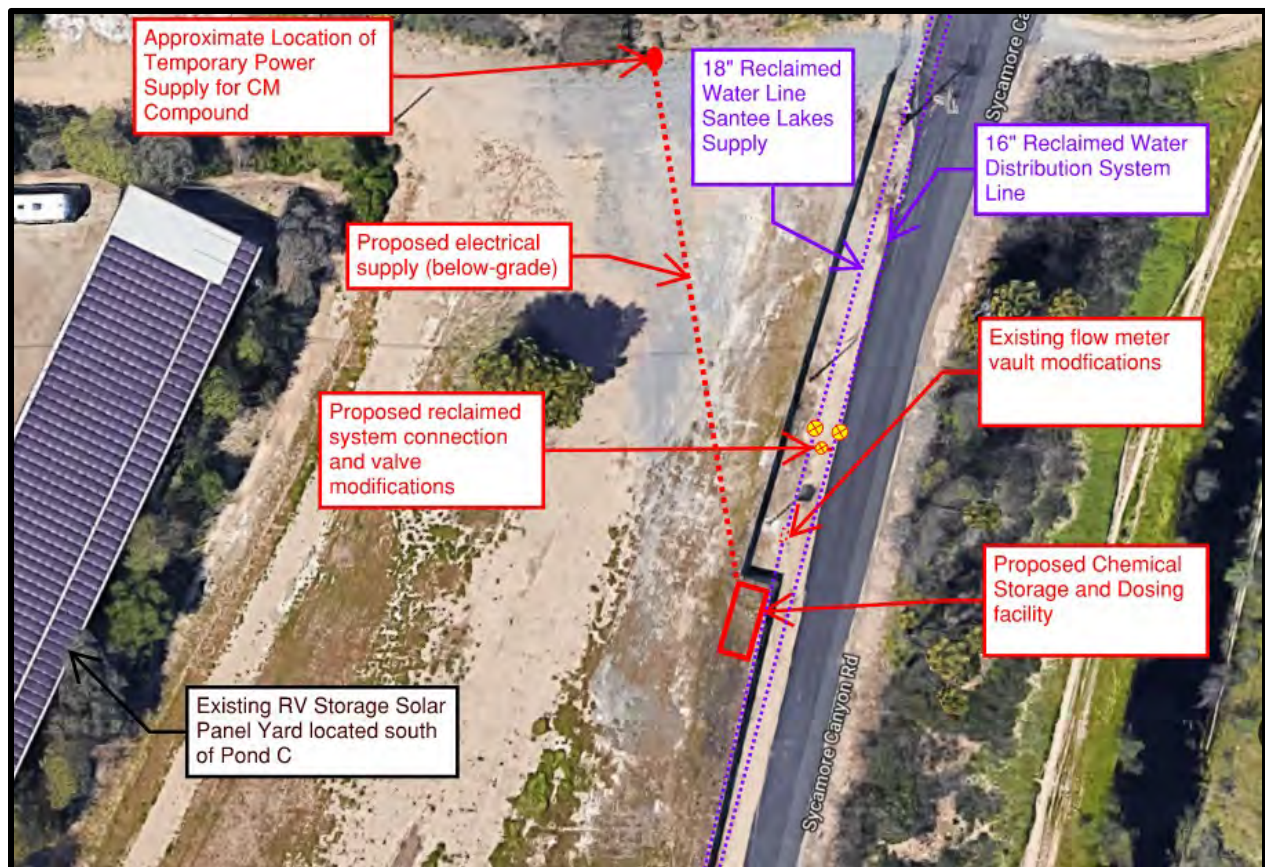 Approximate Location of
Temporary Power
Supply for CM
Compound
18" Reclaimed
Water Line
Santee Lakes
Supply
Sycamore Ca
16" Reclaimed Water
Distribution System
Line
Proposed electrical
supply (below-grade)
Existing flow meter
vault modfications
Proposed reclaimed
system connection
and valve
modifications
Proposed Chemical
Storage and Dosing
facility
Existing RV Storage Solar
Panel Yard located south
of Pond C
Sycamore Canyon Rd